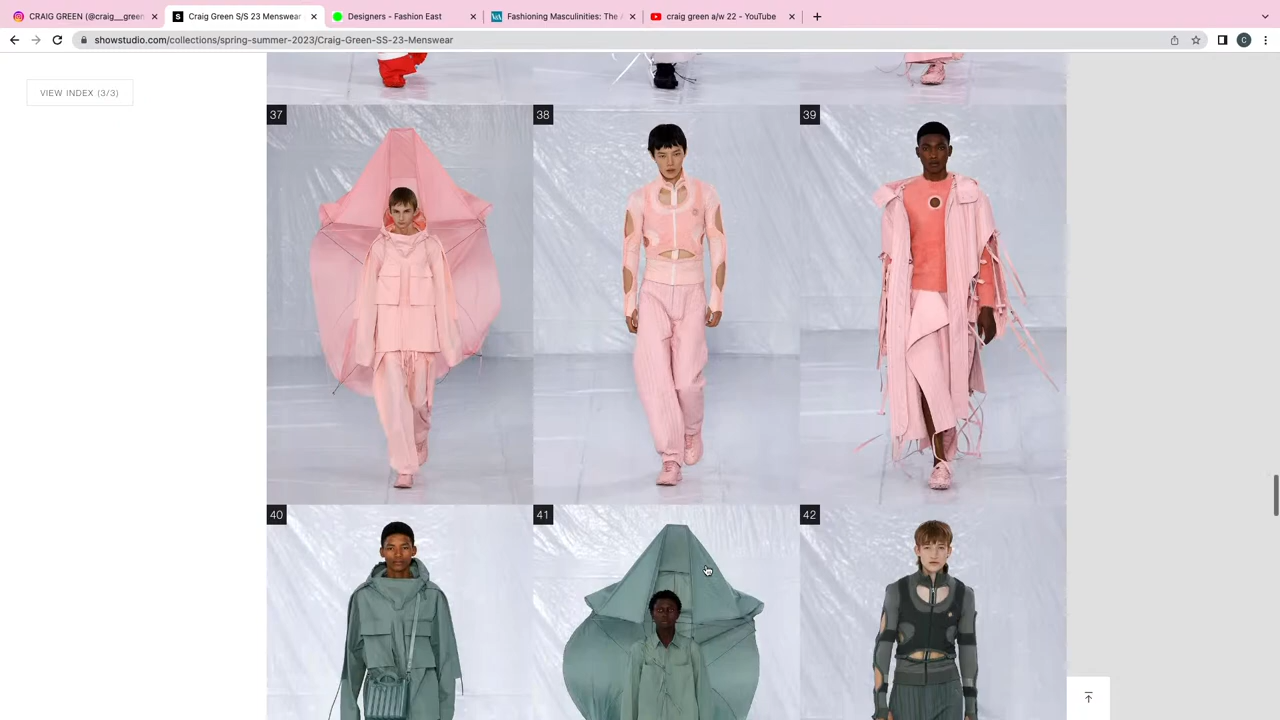 CRAIG GREEN (@craig__green
Craig Green S/S 23 Menswear
Designers - Fashion East
Fashioning Masculinities: The A
craig green a/w 22 - YouTube
showstudio.com/collections/spring-summer-2023/Craig-Green-SS-23-Menswear
C
VIEW INDEX (3/3)
37
38
39
40
41
42